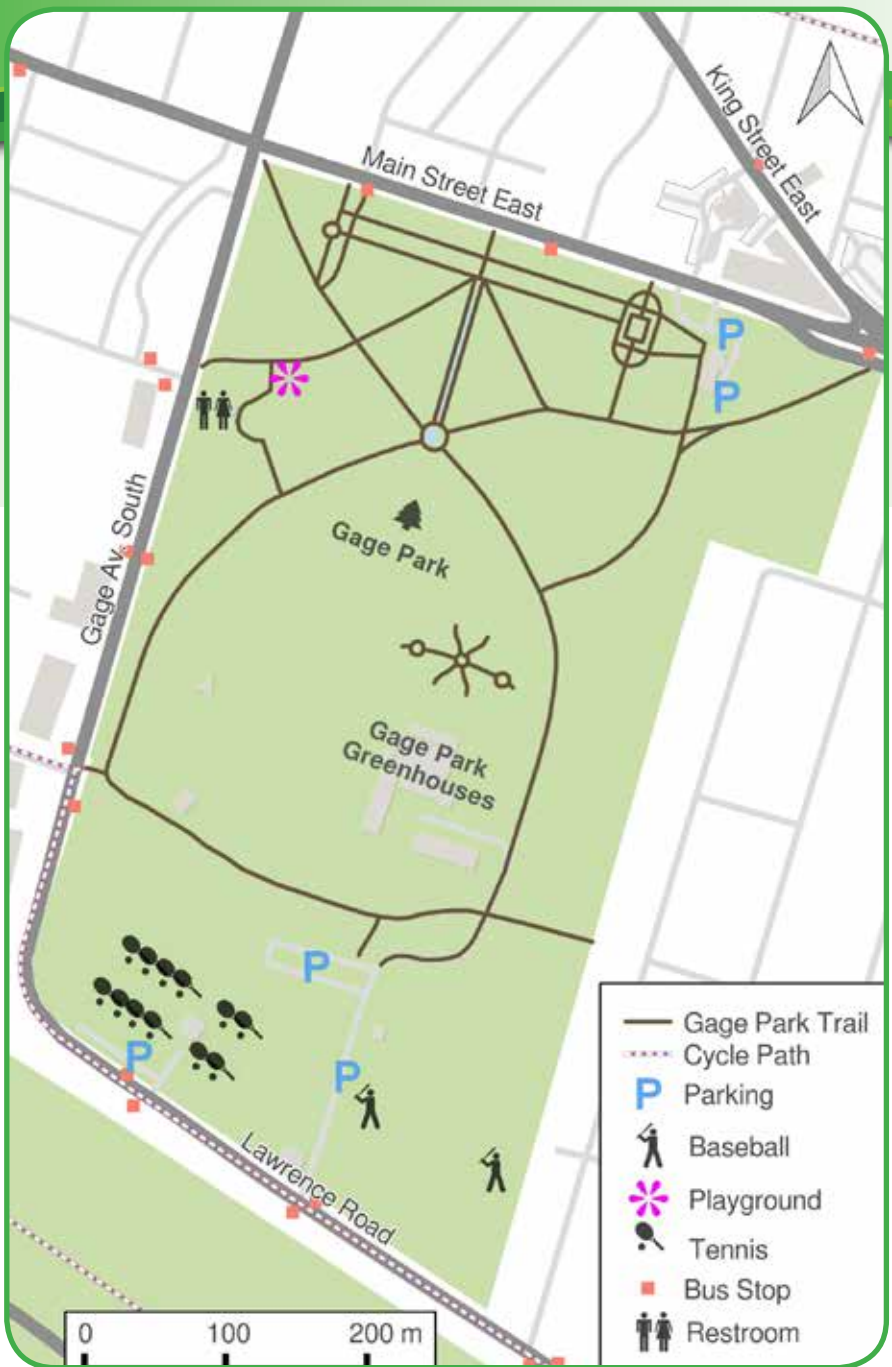 King Street East
Main Street East
P
P
Gage Park
Gage Av. South
Gage Park
Greenhouses
P
P
P
Lawrence Road
Gage Park Trail
Cycle Path
P Parking
Baseball
Playground
Tennis
Bus Stop
Restroom
0 100 200 m